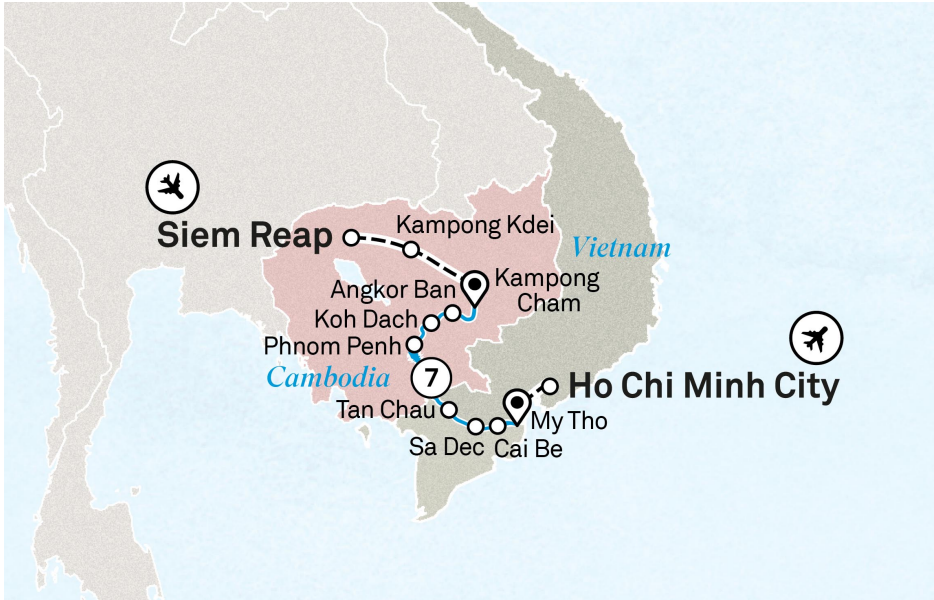 Siem Reap
Kampong Kdei
Vietnam
Angkor Ban
Kampong
Cham
Koh Dach
Phnom Penh
Cambodia
7
Ho Chi Minh City
Tan Chau
My Tho
Sa Dec
Cai Be